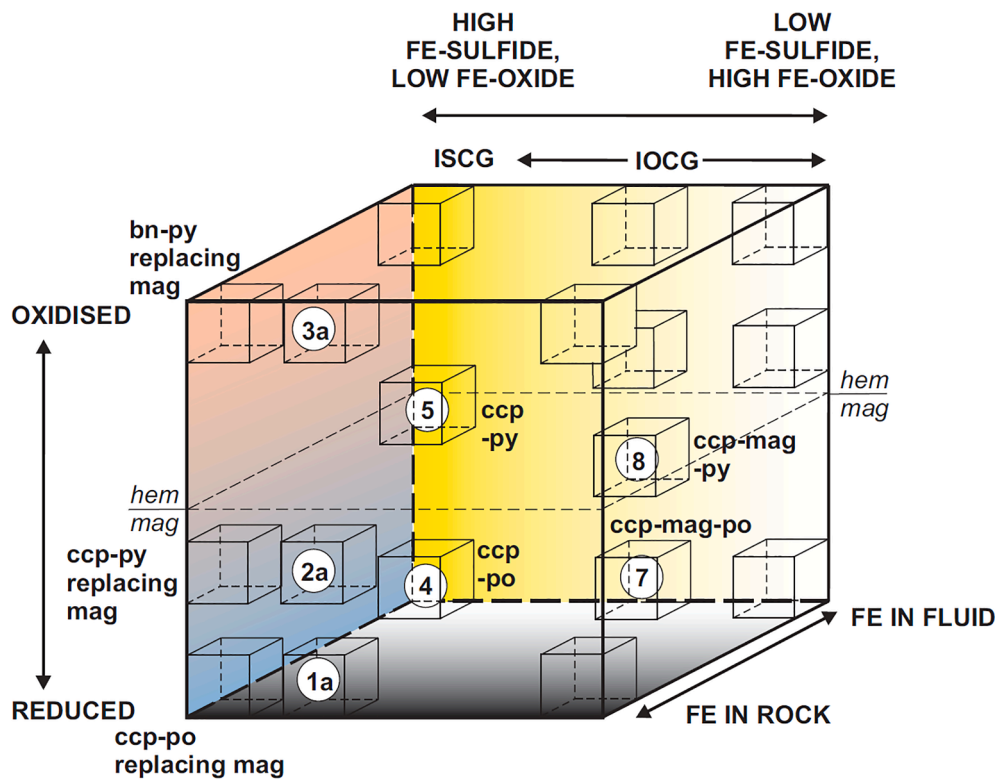 HIGH
FE-SULFIDE,
LOW FE-OXIDE
LOW
FE-SULFIDE,
HIGH FE-OXIDE
ISCG
IOCG
bn-py
replacing
mag
OXIDISED
3a
hem
mag
5
ccp
-py
8
ccp-mag
-py
hem
mag
ccp-mag-po
ccp-py
replacing
mag
2a
4
ccp
-po
7
FE IN FLUID
1a
REDUCED
FE IN ROCK
ccp-po
replacing mag